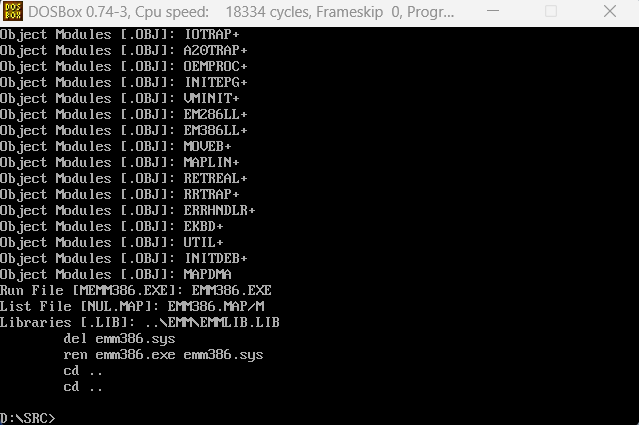 DOS
BOX
DOSBox 0.74-3, Cpu speed: 18334 cycles, Frameskip 0, Progr...
Object Modules [.OBJ]: IOTRAP+
Object Modules [.OBJ]: A20TRAP+
Object Modules [.OBJ]: OEMPROC+
Object Modules [.OBJ]: INITEPG+
Object Modules [.OBJ]: VMINIT+
Object Modules [.OBJ]: EM286LL+
Object Modules [.OBJ]: EM386LL+
Object Modules [.OBJ]: MOVEB+
Object Modules [.OBJ]: MAPLIN+
Object Modules [.OBJ]: RETREAL+
Object Modules [.OBJ]: RRTRAP+
Object Modules [.OBJ]: ERRHNDLR+
Object Modules [.OBJ]: EKBD+
Object Modules [.OBJ]: UTIL+
Object Modules [.OBJ]: INITDEB+
Object Modules [.OBJ]: MAPDMA
Run File [MEMM386.EXE]: EMM386.EXE
List File [NUL.MAP]: EMM386.MAP/M
Libraries [.LIB]: ..\EMM\EMMLIB.LIB
del emm386.sys
ren emm386.exe emm386.sys
cd ..
cd ..
D:\SRC>